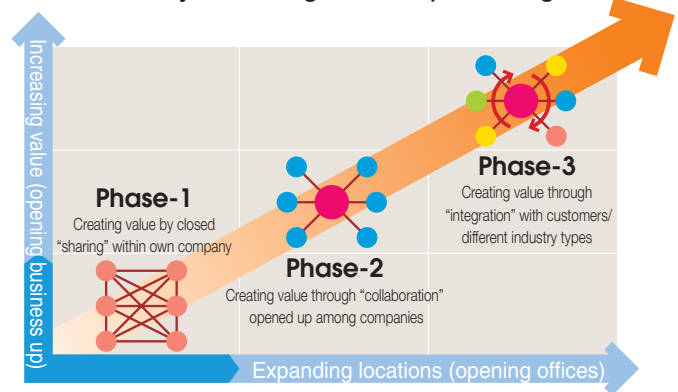 Increasing value (opening business up)
Phase-1
Creating value by closed
“sharing” within own company
Phase-2
Creating value through “collaboration”
opened up among companies
Phase-3
Creating value through
“integration” with customers/
different industry types
Expanding locations (opening offices)